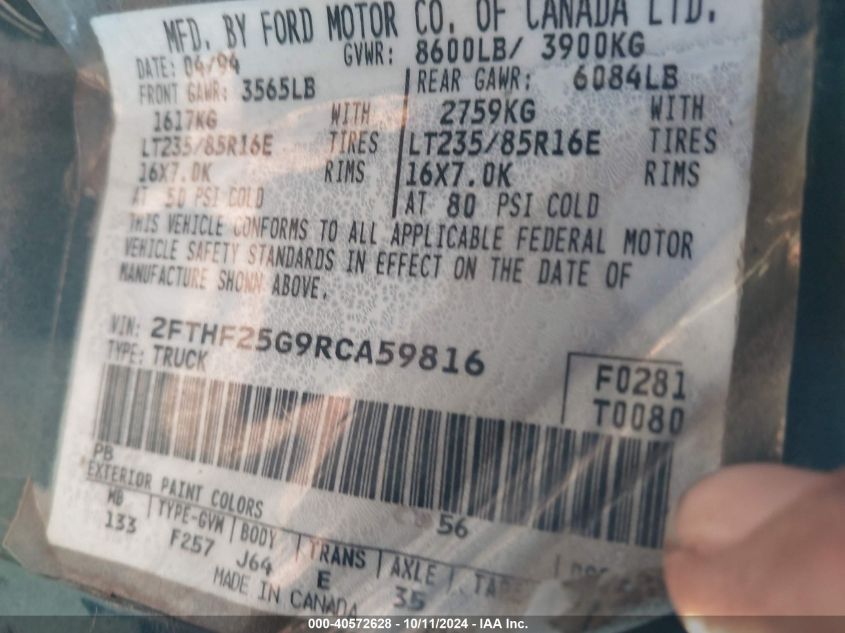 MFD. BY FORD MOTOR CO. OF CANADA LTD.
DATE: 04/94 GVWR: 8600LB/ 3900KG
FRONT GAWR: 3565LB REAR GAWR: 6084LB
1617KG WITH 2759KG WITH
LT235/85R16E TIRES LT235/85R16E TIRES
16X7.0K RIMS 16X7.0K RIMS
AT 50 PSI COLD AT 80 PSI COLD
THIS VEHICLE CONFORMS TO ALL APPLICABLE FEDERAL MOTOR
VEHICLE SAFETY STANDARDS IN EFFECT ON THE DATE OF
MANUFACTURE SHOWN ABOVE.
VIN: 2FTHF25G9RCA59816
TYPE: TRUCK
F0281
T0080
PB
EXTERIOR PAINT COLORS 56
WB TYPE-GVW BODY TRANS AXLE
133 F257 J64 E 35
MADE IN CANADA
000-40572628 - 10/11/2024 - IAA Inc.